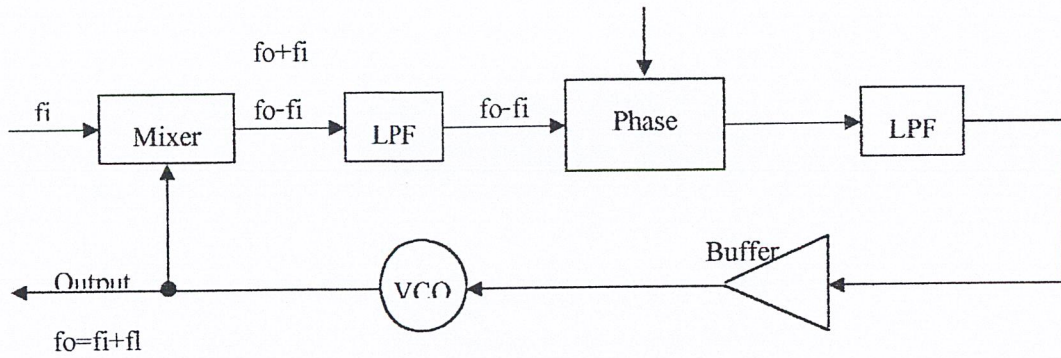 fo+fi
fi
Mixer
fo-fi
LPF
fo-fi
Phase
LPF
Buffer
Output
VCO
fo=fi+fl